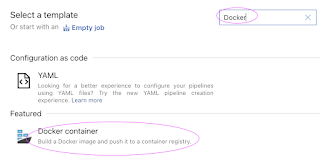 Select a template
Docker
Or start with an Empty job
Configuration as code
YAML
Looking for a better experience to configure your pipelines
using YAML files? Try the new YAML pipeline creation
experience. Learn more
Featured
Docker container
Build a Docker image and push it to a container registry.